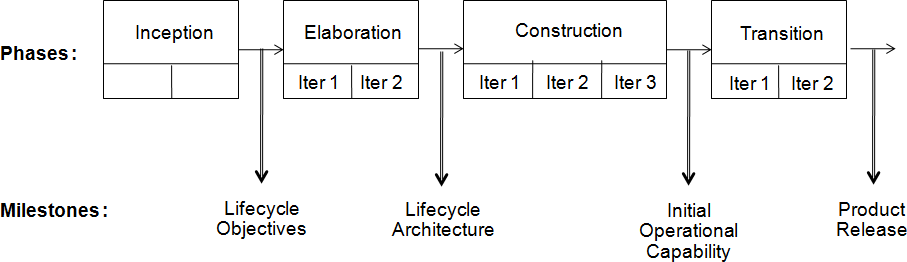 Phases:
Inception
Elaboration
Construction
Transition
Iter 1
Iter 2
Iter 1
Iter 2
Iter 3
Iter 1
Iter 2
Milestones:
Lifecycle
Objectives
Lifecycle
Architecture
Initial
Operational
Capability
Product
Release